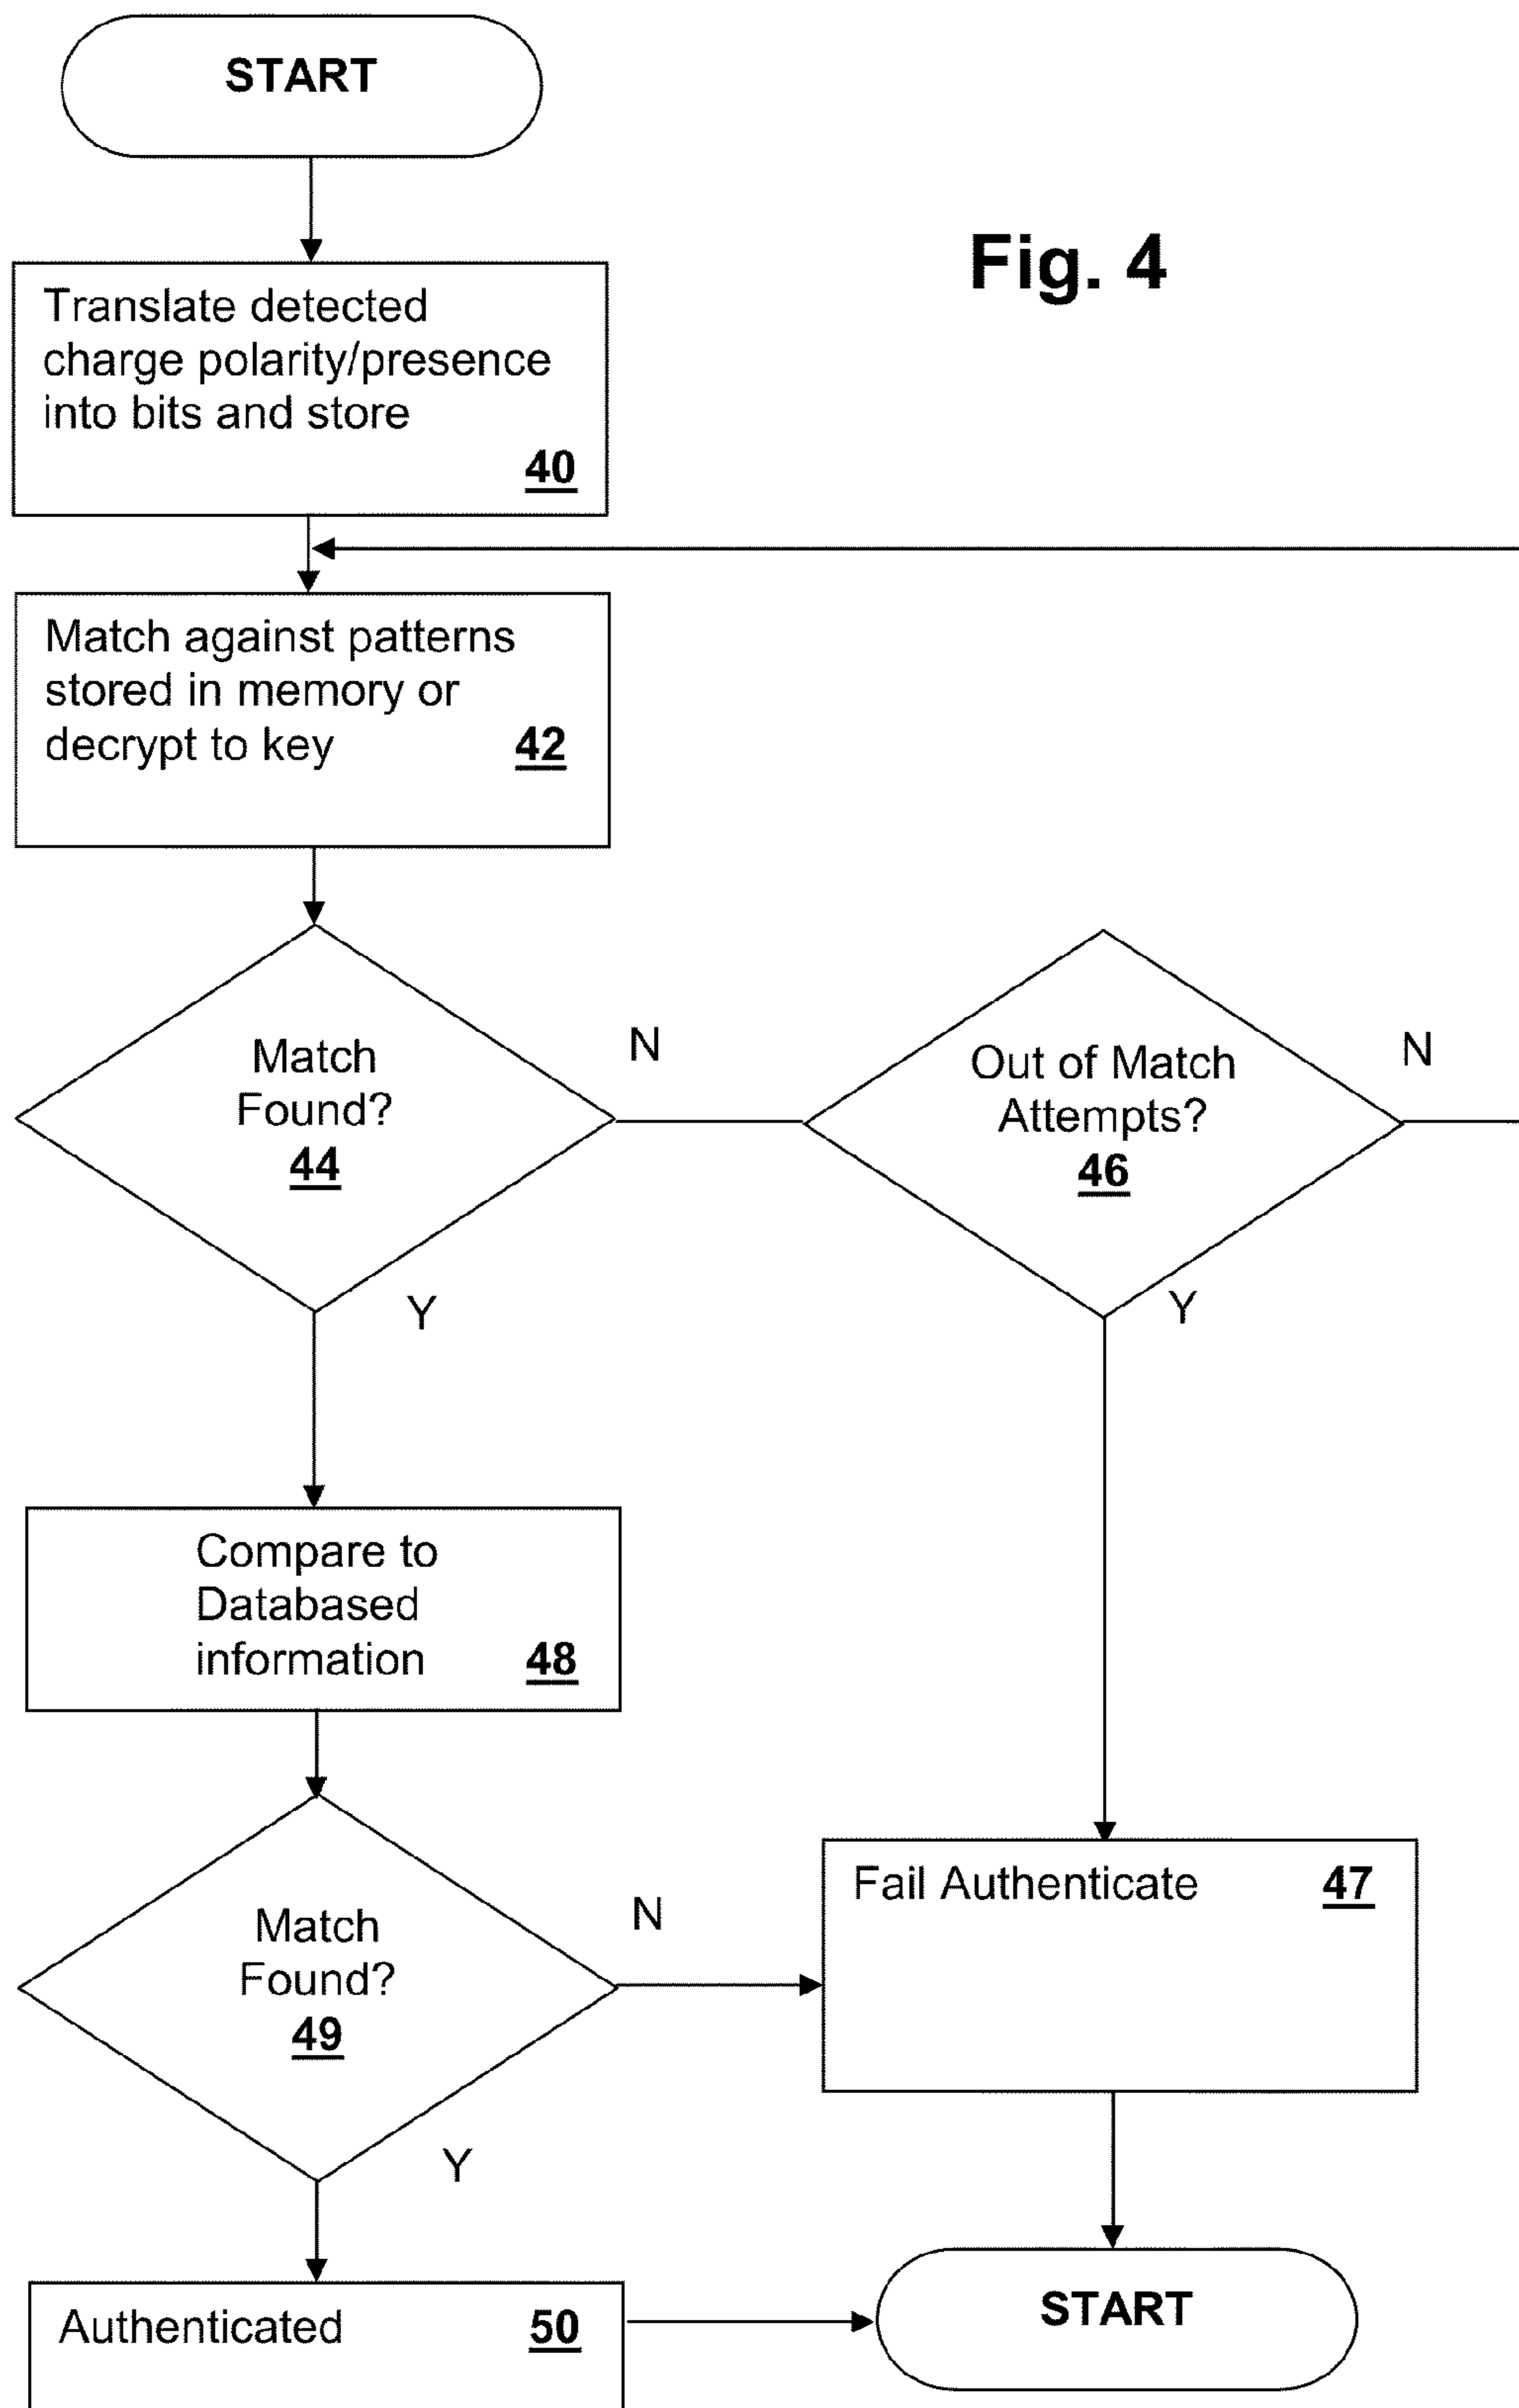 START
Fig. 4
Translate detected
charge polarity/presence
into bits and store
40
Match against patterns
stored in memory or
decrypt to key 42
Match
Found?
44
N
Y
Out of Match
Attempts?
46
N
Y
Compare to
Databased
information 48
Match
Found?
49
N
Y
Fail Authenticate 47
Authenticated 50
START